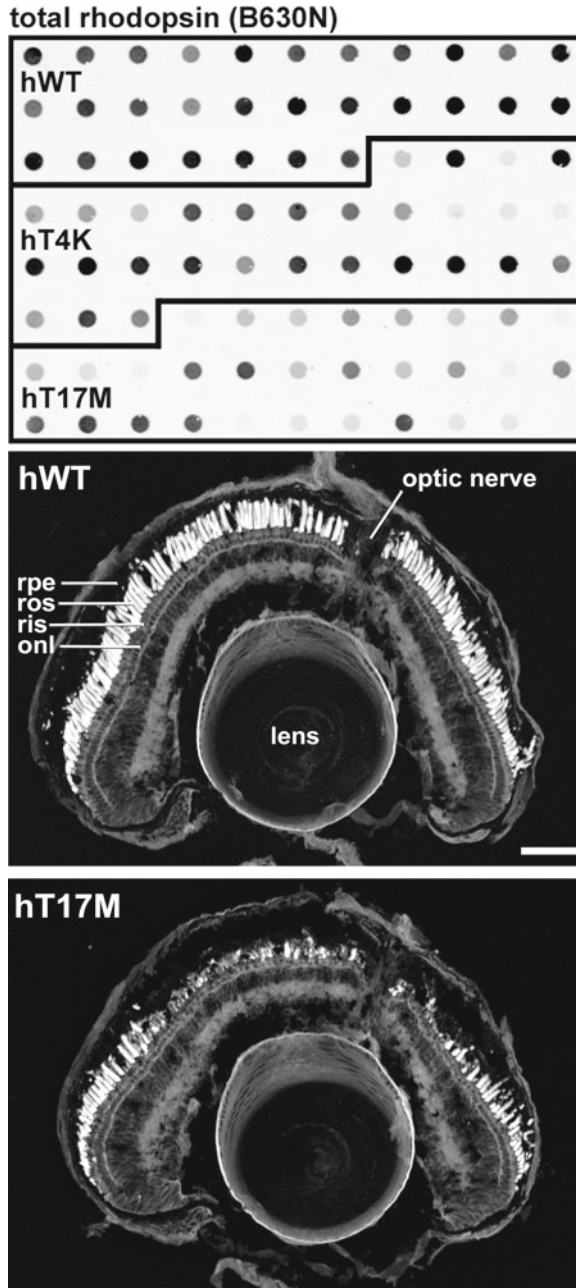 total rhodopsin (B630N)
hWT
hT4K
hT17M
hWT
optic nerve
rpe
ros
ris
onl
lens
hT17M